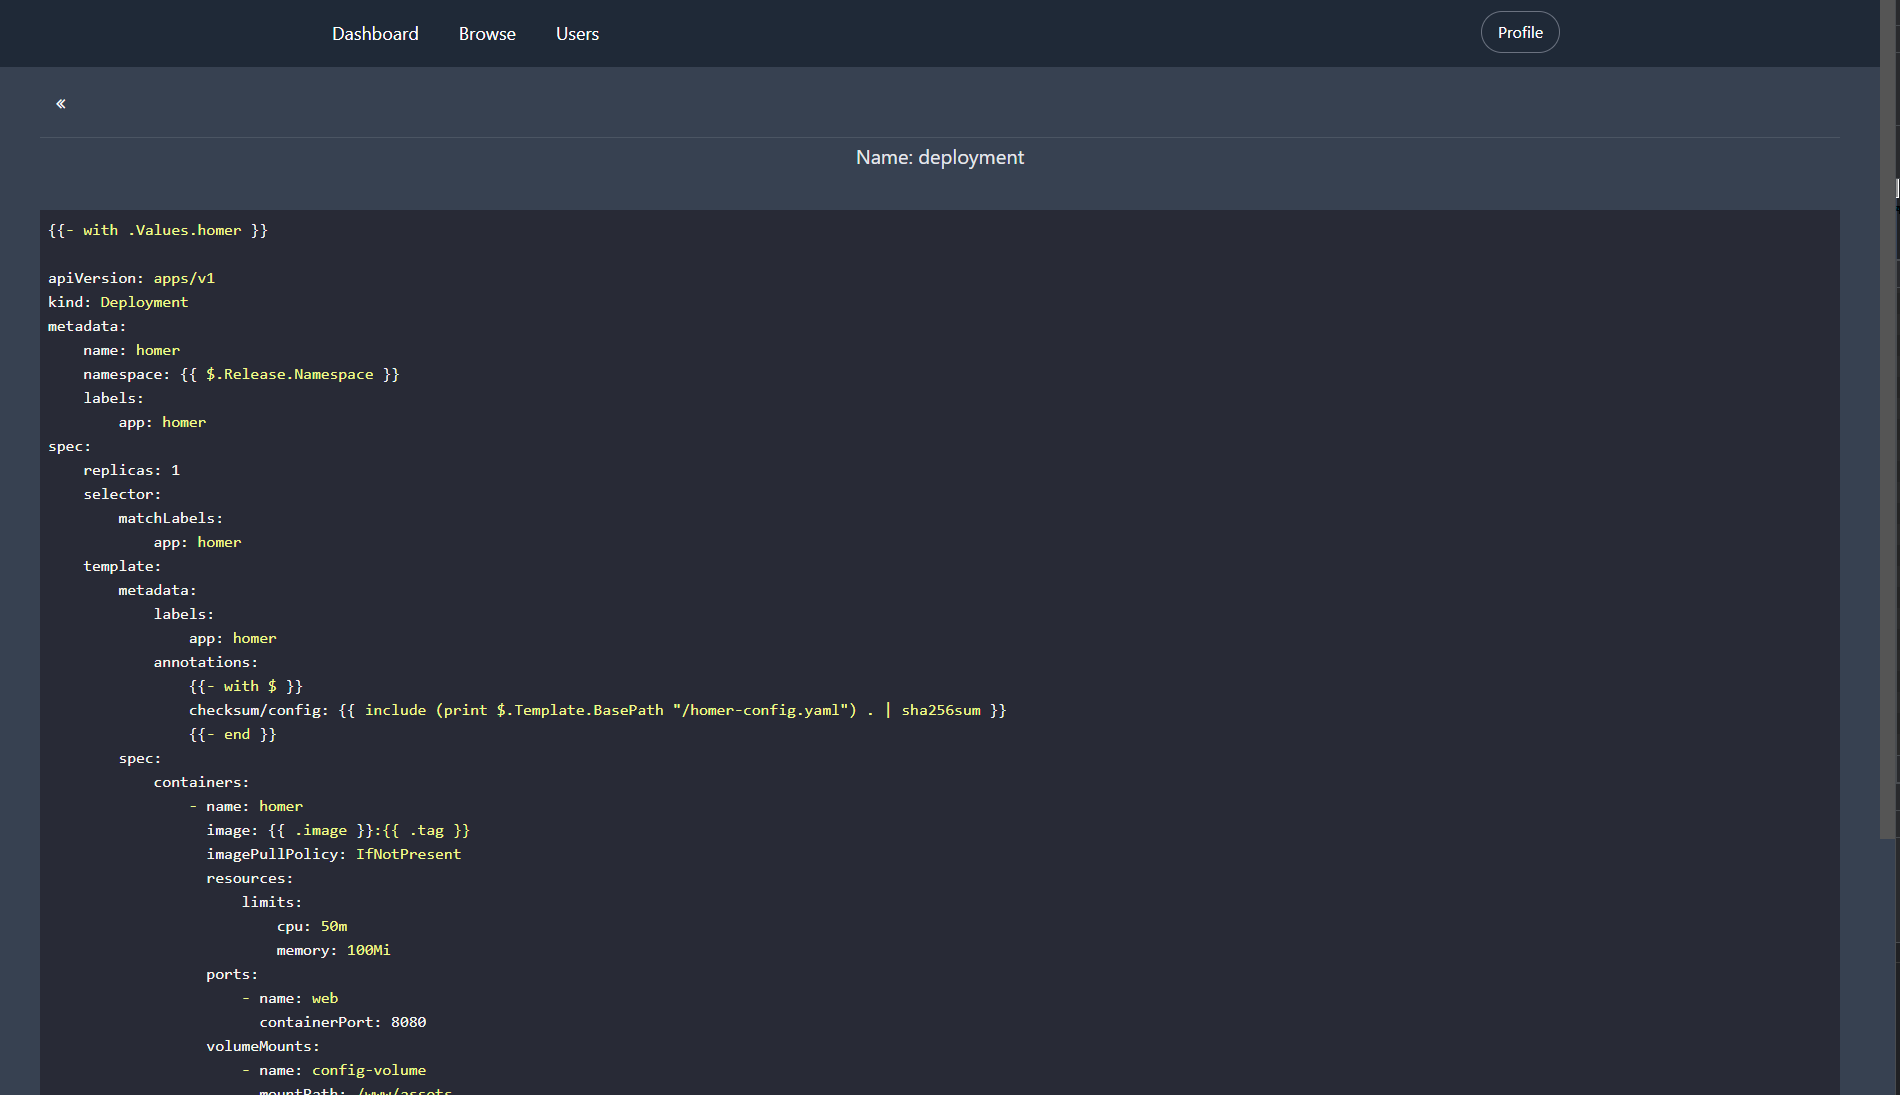 Dashboard Browse Users Profile
«
Name: deployment
{{- with .Values.homer }}
apiVersion: apps/v1
kind: Deployment
metadata:
    name: homer
    namespace: {{ $.Release.Namespace }}
    labels:
        app: homer
spec:
    replicas: 1
    selector:
        matchLabels:
            app: homer
    template:
        metadata:
            labels:
                app: homer
            annotations:
                {{- with $ }}
                checksum/config: {{ include (print $.Template.BasePath "/homer-config.yaml") . | sha256sum }}
                {{- end }}
        spec:
            containers:
                - name: homer
                  image: {{ .image }}:{{ .tag }}
                  imagePullPolicy: IfNotPresent
                  resources:
                      limits:
                          cpu: 50m
                          memory: 100Mi
                  ports:
                      - name: web
                        containerPort: 8080
                  volumeMounts:
                      - name: config-volume
                        mountPath: /www/assets